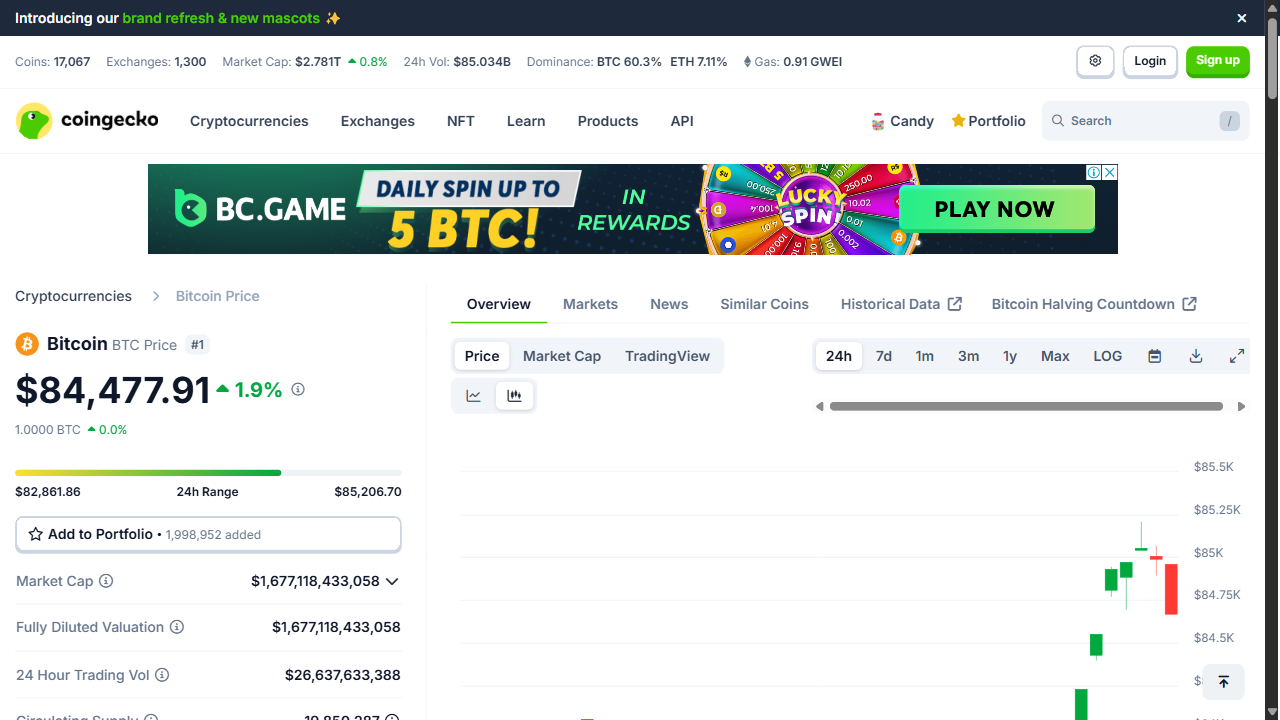 Introducing our brand refresh & new mascots ✨
Coins: 17,067 Exchanges: 1,300 Market Cap: $2.781T 0.8% 24h Vol: $85.034B Dominance: BTC 60.3% ETH 7.11% Gas: 0.91 GWEI
Login
Sign up
coingecko
Cryptocurrencies Exchanges NFT Learn Products API
Candy Portfolio
Search /
BC.GAME
DAILY SPIN UP TO
5 BTC!
IN
REWARDS
LUCKY
SPIN!
PLAY NOW
Cryptocurrencies Bitcoin Price
Bitcoin BTC Price #1
$84,477.91 1.9%
1.0000 BTC 0.0%
$82,861.86 24h Range $85,206.70
Add to Portfolio • 1,998,952 added
Market Cap $1,677,118,433,058
Fully Diluted Valuation $1,677,118,433,058
24 Hour Trading Vol $26,637,633,388
Overview Markets News Similar Coins Historical Data Bitcoin Halving Countdown
Price Market Cap TradingView
24h 7d 1m 3m 1y Max LOG
$85.5K
$85.25K
$85K
$84.75K
$84.5K